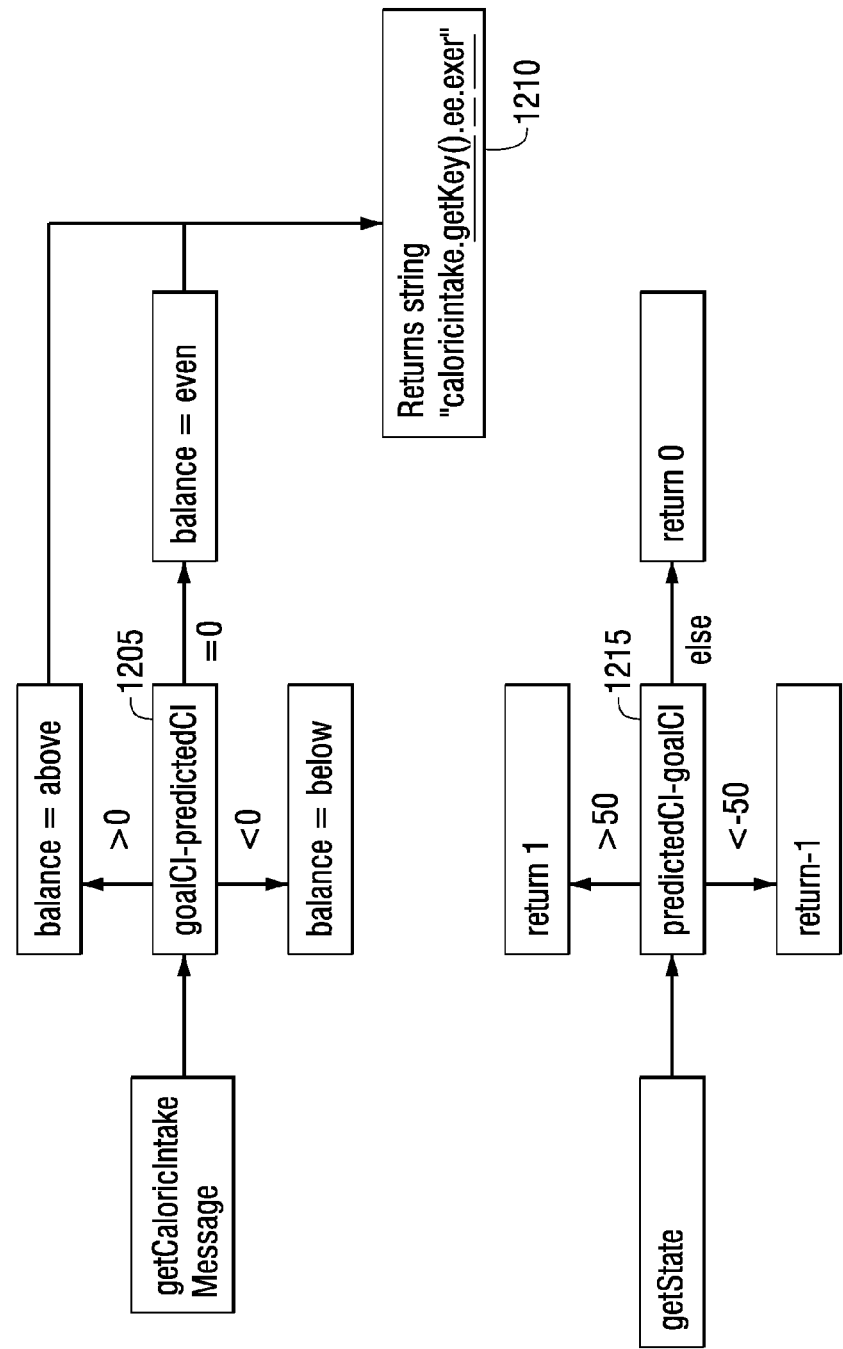 getCaloricIntake
Message
balance = above
>0
goalCI-predictedCI
1205
<0
balance = below
=0
balance = even
Returns string
"caloricintake.getKey().ee.exer"
1210
getState
return 1
>50
predictedCI-goalCI
1215
<-50
return-1
else
return 0